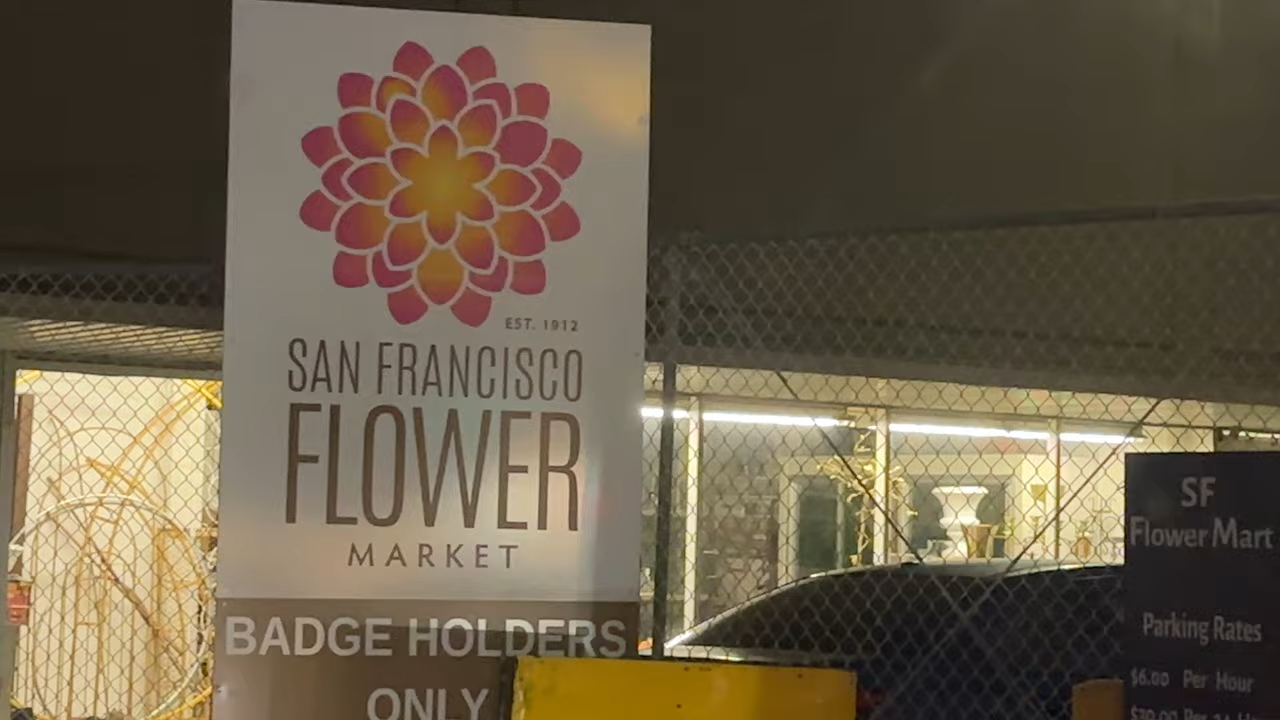 EST. 1912
SAN FRANCISCO
FLOWER
MARKET
BADGE HOLDERS
ONLY
SF
Flower Mart
Parking Rates
$6.00 Per Hour